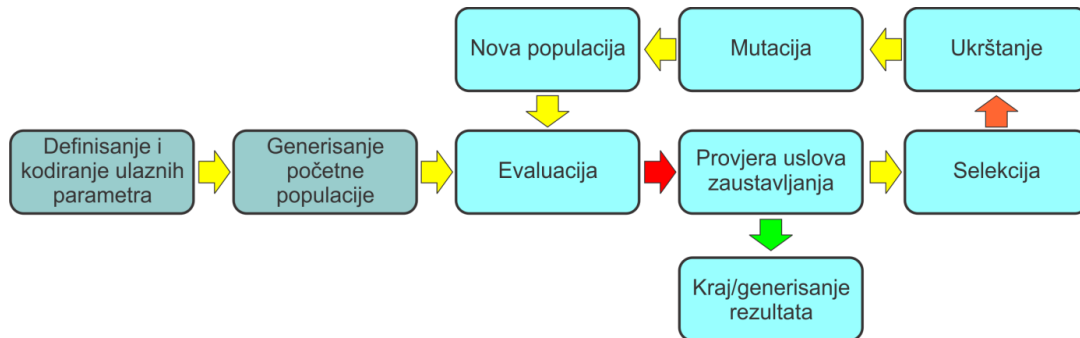 Nova populacija
Mutacija
Ukrštanje
Definisanje i
kodiranje ulaznih
parametra
Generisanje
početne
populacije
Evaluacija
Provjera uslova
zaustavljanja
Selekcija
Kraj/generisanje
rezultata